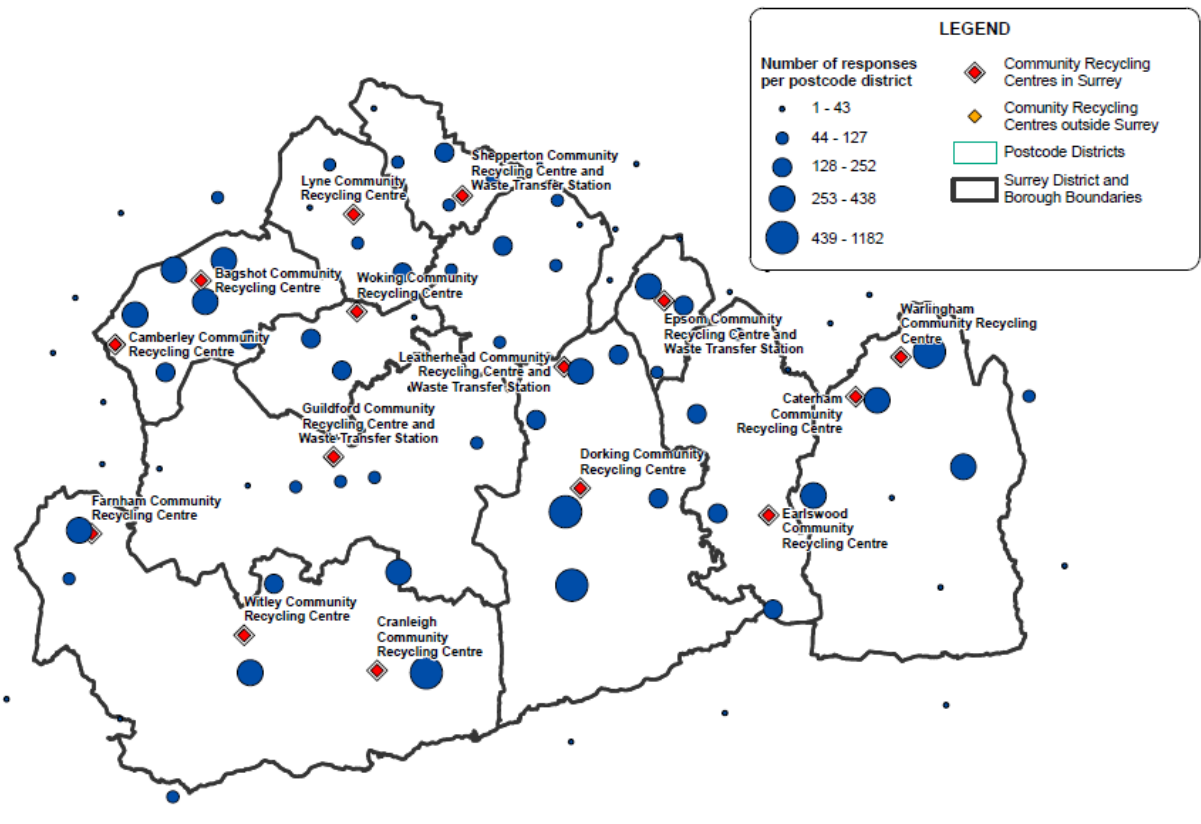 LEGEND
Number of responses
per postcode district
1 - 43
44 - 127
128 - 252
253 - 438
439 - 1182
Community Recycling
Centres in Surrey
Comunity Recycling
Centres outside Surrey
Postcode Districts
Surrey District and
Borough Boundaries
Shepperton Community
Recycling Centre and
Waste Transfer Station
Lyne Community
Recycling Centre
Bagshot Community
Recycling Centre
Woking Community
Recycling Centre
Camberley Community
Recycling Centre
Epsom Community
Recycling Centre and
Waste Transfer Station
Warlingham
Community Recycling
Centre
Leatherhead Community
Recycling Centre and
Waste Transfer Station
Caterham
Community
Recycling Centre
Guildford Community
Recycling Centre and
Waste Transfer Station
Dorking Community
Recycling Centre
Farnham Community
Recycling Centre
Earlswood
Community
Recycling Centre
Witley Community
Recycling Centre
Cranleigh
Community
Recycling Centre